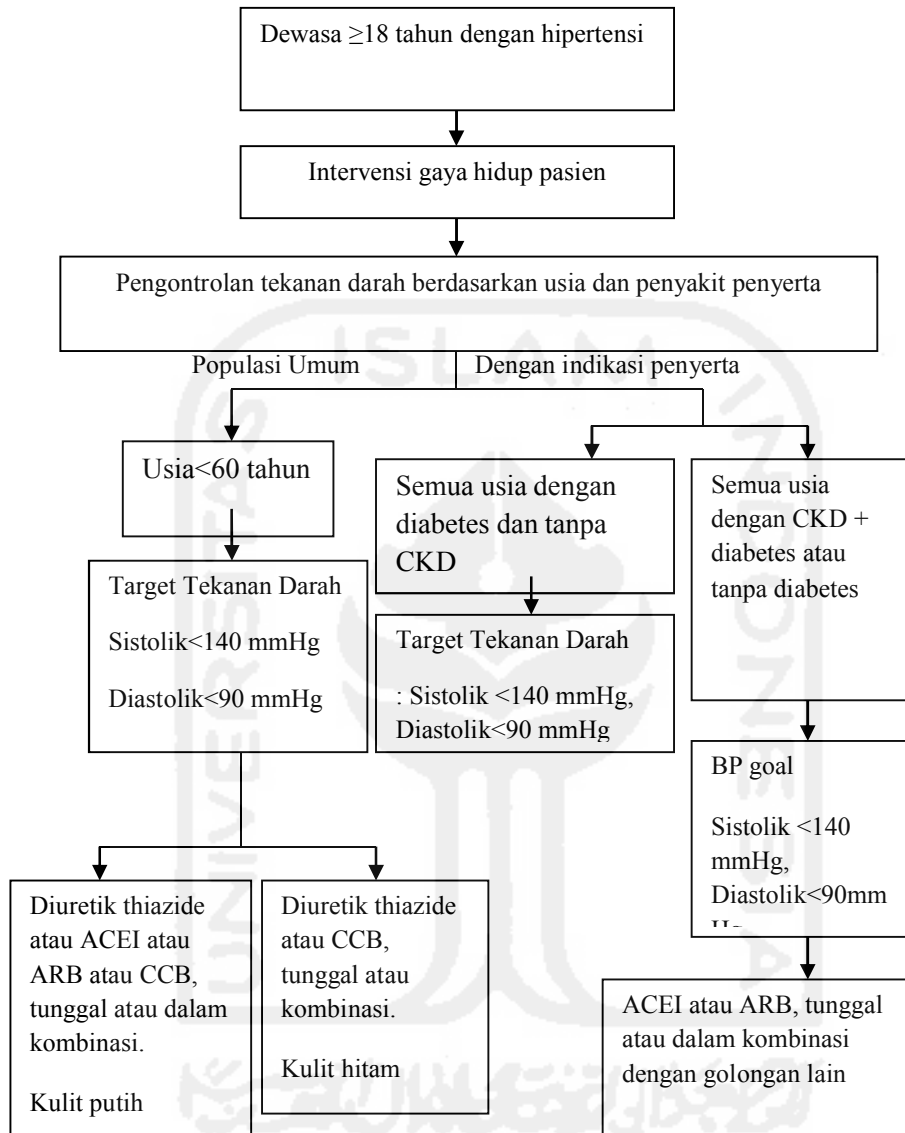 Dewasa ≥18 tahun dengan hipertensi
Intervensi gaya hidup pasien
Pengontrolan tekanan darah berdasarkan usia dan penyakit penyerta
Populasi Umum
Dengan indikasi penyerta
Usia<60 tahun
Target Tekanan Darah
Sistolik<140 mmHg
Diastolik<90 mmHg
Semua usia dengan
diabetes dan tanpa
CKD
Target Tekanan Darah
: Sistolik <140 mmHg,
Diastolik<90 mmHg
Semua usia
dengan CKD +
diabetes atau
tanpa diabetes
BP goal
Sistolik <140
mmHg,
Diastolik<90mm
Diuretik thiazide
atau ACEI atau
ARB atau CCB,
tunggal atau dalam
kombinasi.
Kulit putih
Diuretik thiazide
atau CCB,
tunggal atau
kombinasi.
Kulit hitam
ACEI atau ARB, tunggal
atau dalam kombinasi
dengan golongan lain
UNIVERSITAS
ISLAM
INDONESIA